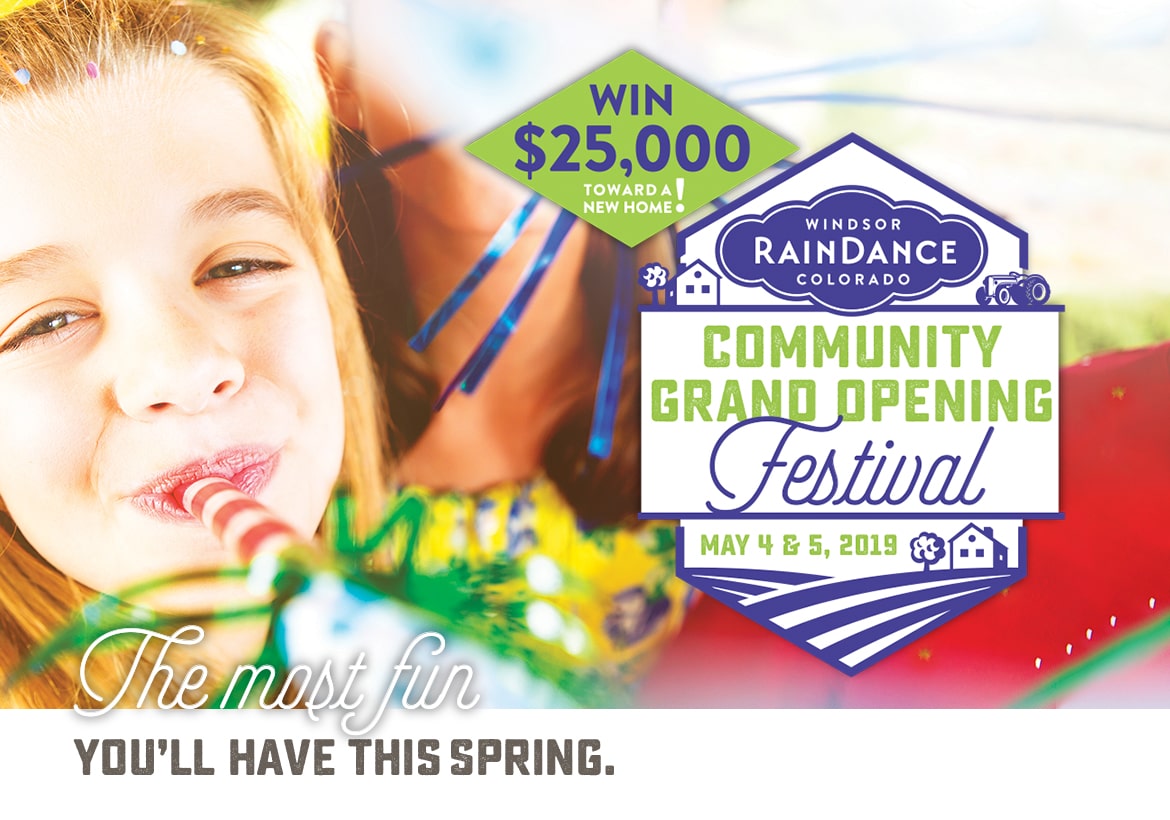 WIN
$25,000
TOWARD A
NEW HOME!
WINDSOR
RAINDANCE
COLORADO
COMMUNITY
GRAND OPENING
Festival
MAY 4 & 5, 2019
The most fun
YOU'LL HAVE THIS SPRING.